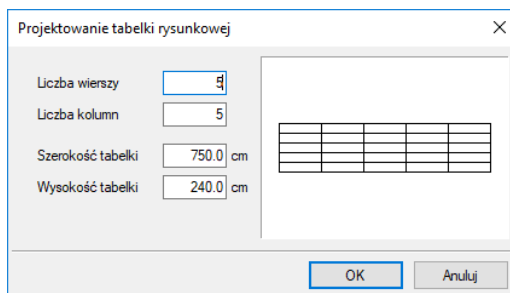 Projektowanie tabelki rysunkowej
Liczba wierszy 5
Liczba kolumn 5
Szerokość tabelki 750.0 cm
Wysokość tabelki 240.0 cm
OK Anuluj